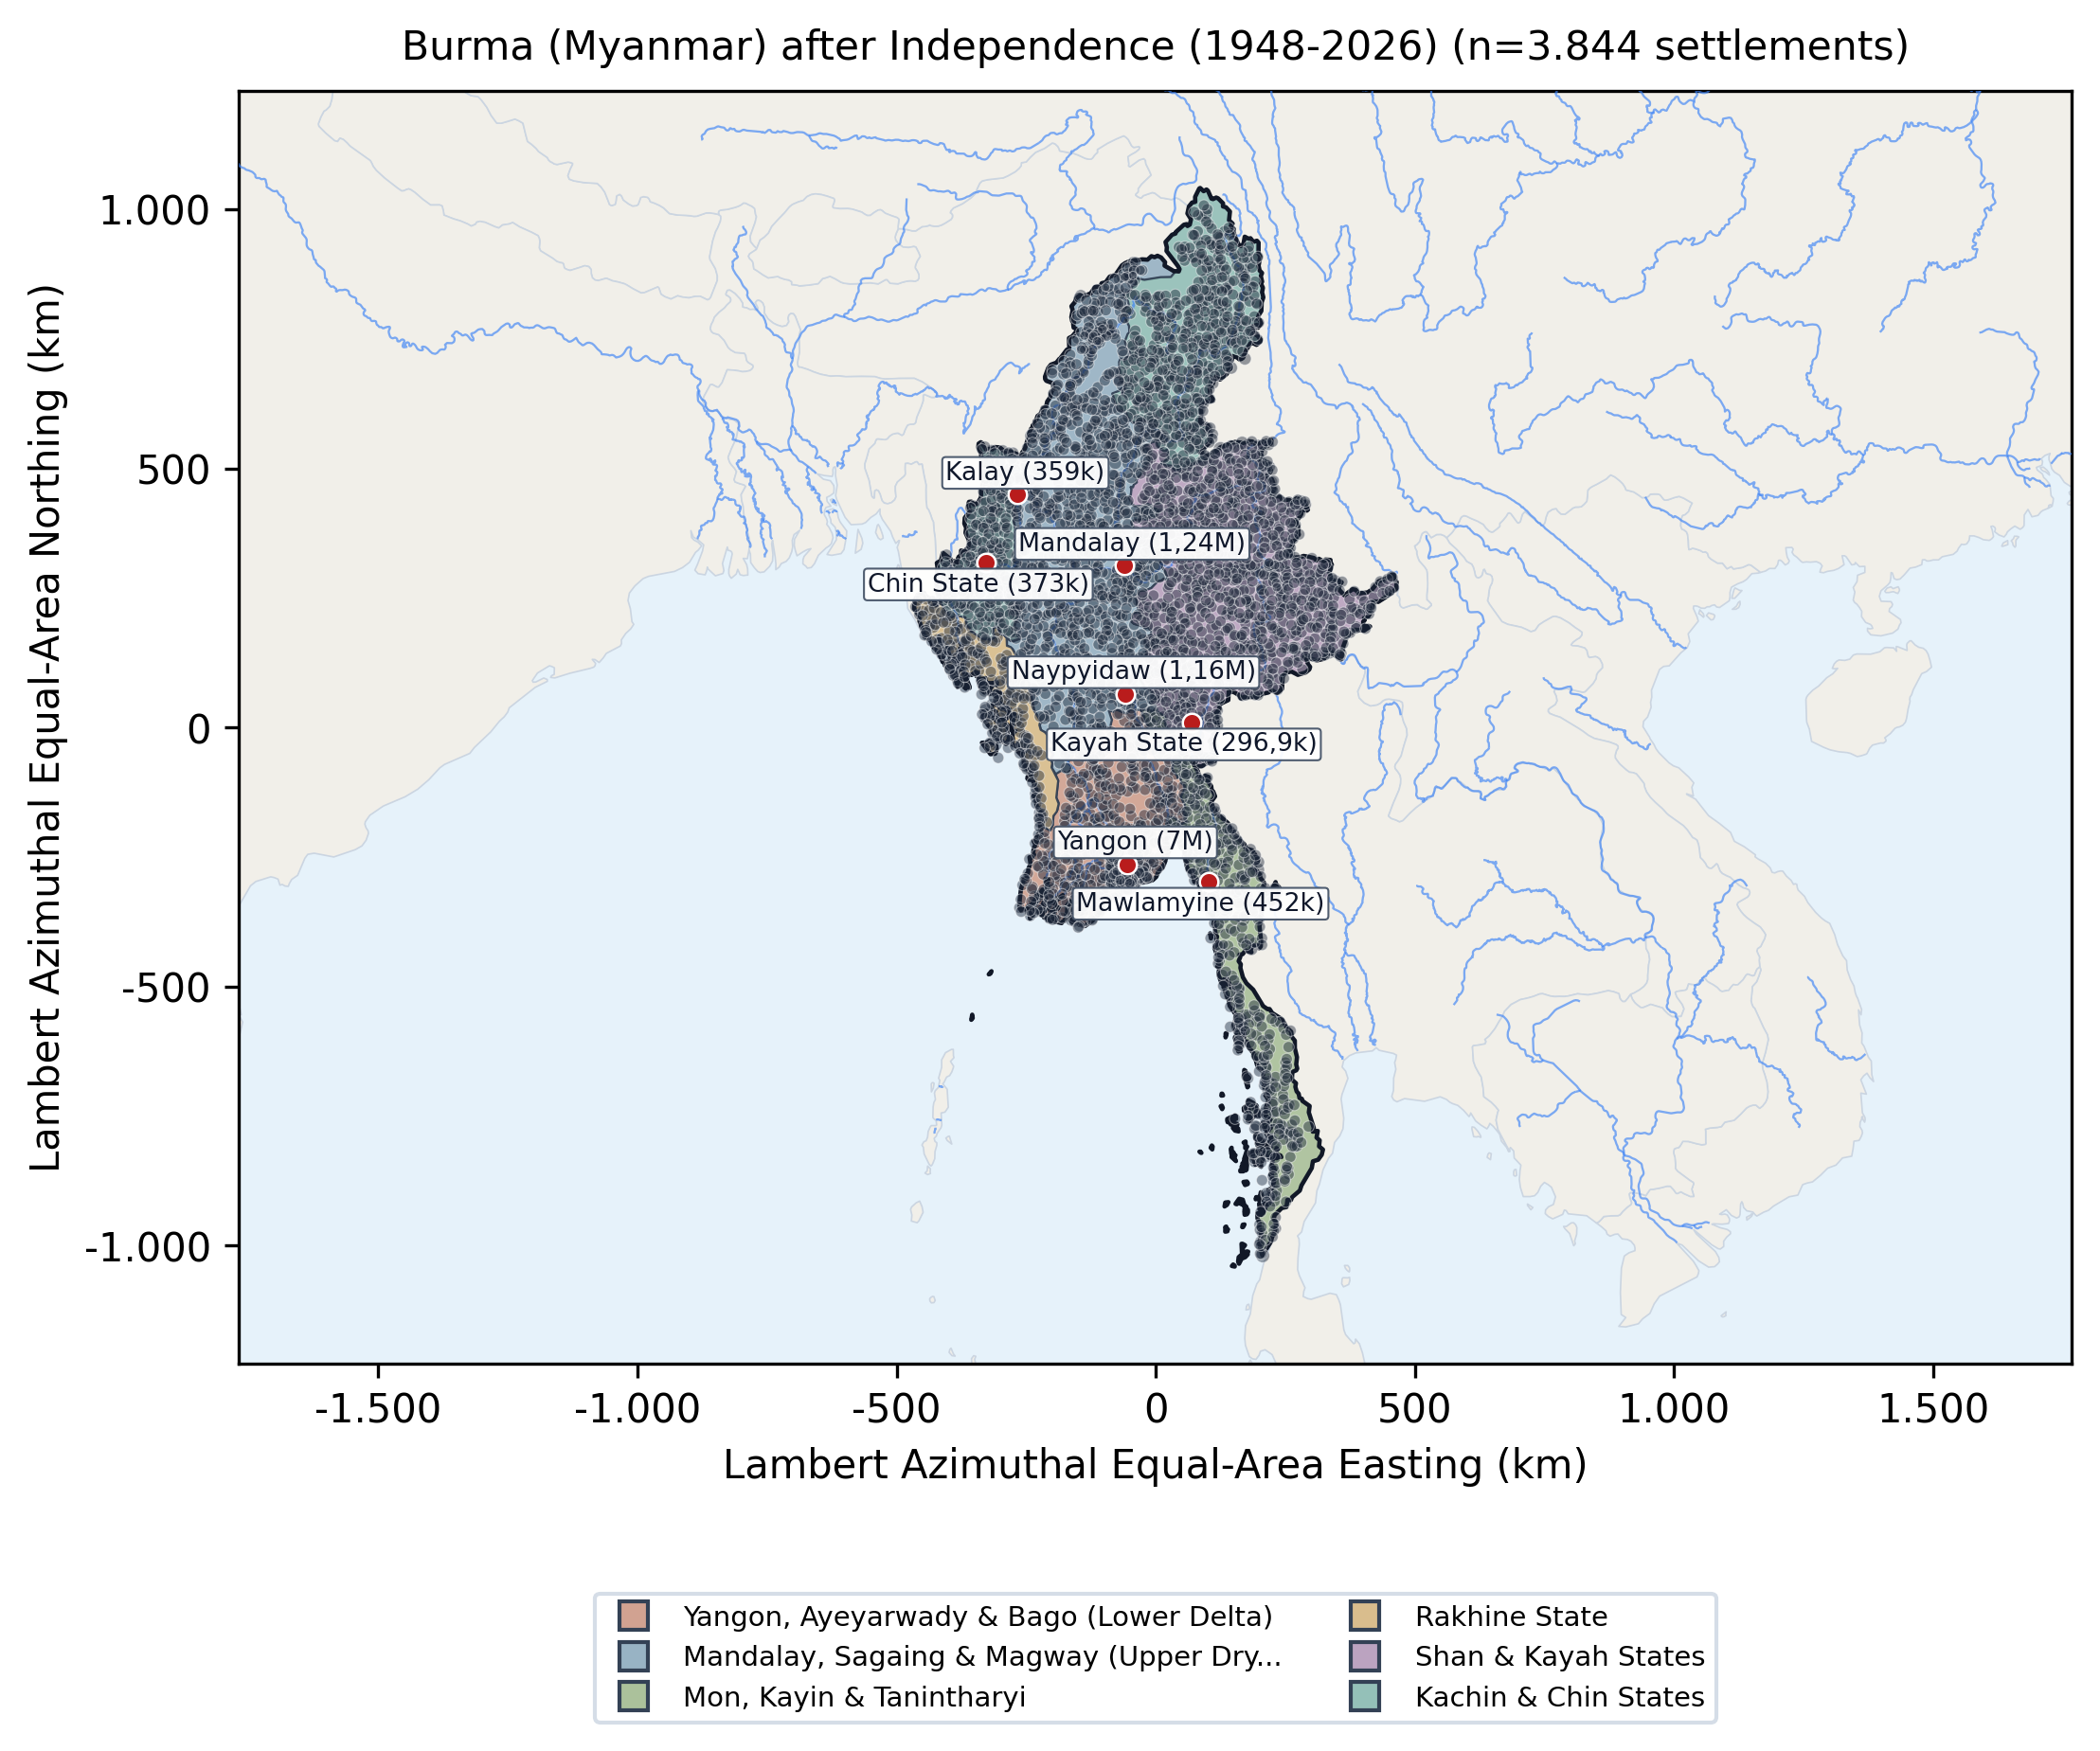 Burma (Myanmar) after Independence (1948-2026) (n=3.844 settlements)
Lambert Azimuthal Equal-Area Northing (km)
1.000
500
0
-500
-1.000
Kalay (359k)
Mandalay (1,24M)
Chin State (373k)
Naypyidaw (1,16M)
Kayah State (296,9k)
Yangon (7M)
Mawlamyine (452k)
-1.500
-1.000
-500
0
500
1.000
1.500
Lambert Azimuthal Equal-Area Easting (km)
Yangon, Ayeyarwady & Bago (Lower Delta)
Mandalay, Sagaing & Magway (Upper Dry...
Mon, Kayin & Tanintharyi
Rakhine State
Shan & Kayah States
Kachin & Chin States